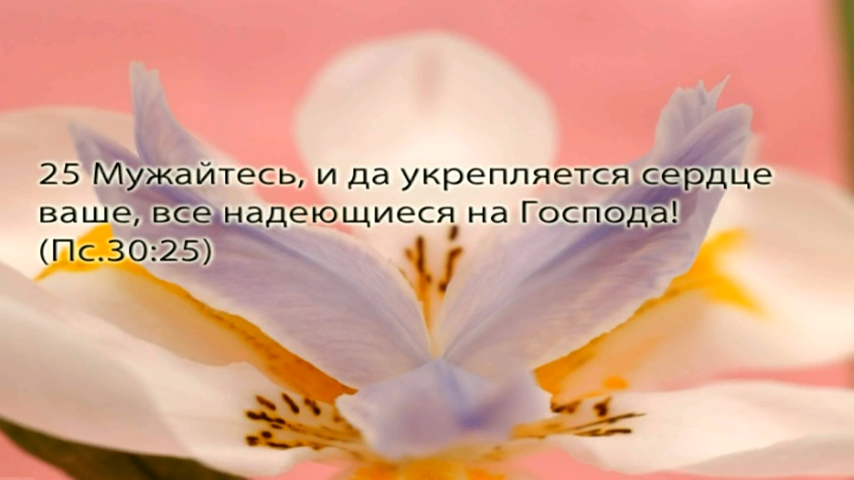 25 Мужайтесь, и да укрепляется сердце
ваше, все надеющиеся на Господа!
(Пс.30:25)